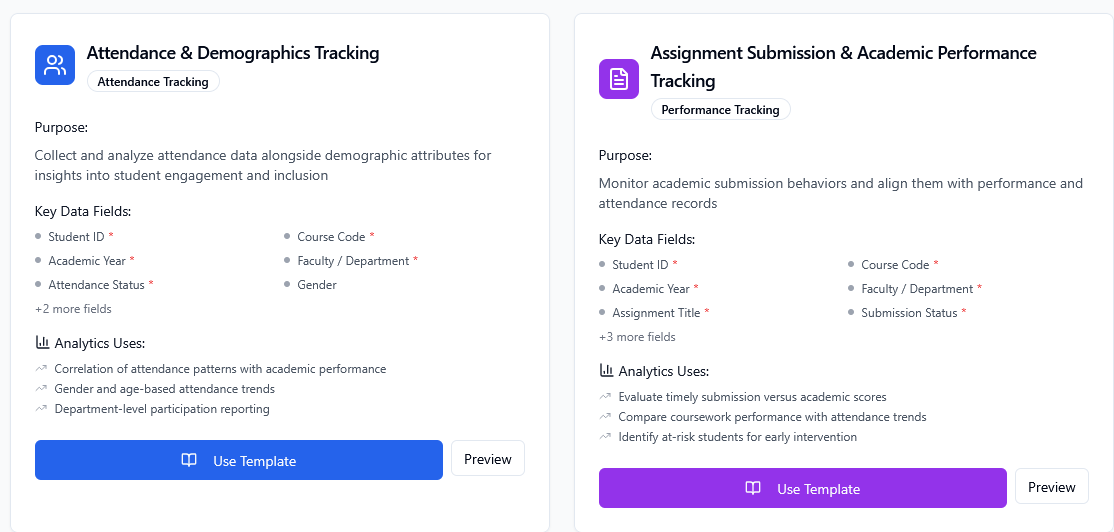 Attendance & Demographics Tracking
Attendance Tracking
Purpose:
Collect and analyze attendance data alongside demographic attributes for
insights into student engagement and inclusion
Key Data Fields:
Student ID *
Course Code *
Academic Year *
Faculty / Department *
Attendance Status *
Gender
+2 more fields
Analytics Uses:
Correlation of attendance patterns with academic performance
Gender and age-based attendance trends
Department-level participation reporting
Use Template
Preview
Assignment Submission & Academic Performance
Tracking
Performance Tracking
Purpose:
Monitor academic submission behaviors and align them with performance and
attendance records
Key Data Fields:
Student ID *
Course Code *
Academic Year *
Faculty / Department *
Assignment Title *
Submission Status *
+3 more fields
Analytics Uses:
Evaluate timely submission versus academic scores
Compare coursework performance with attendance trends
Identify at-risk students for early intervention
Use Template
Preview